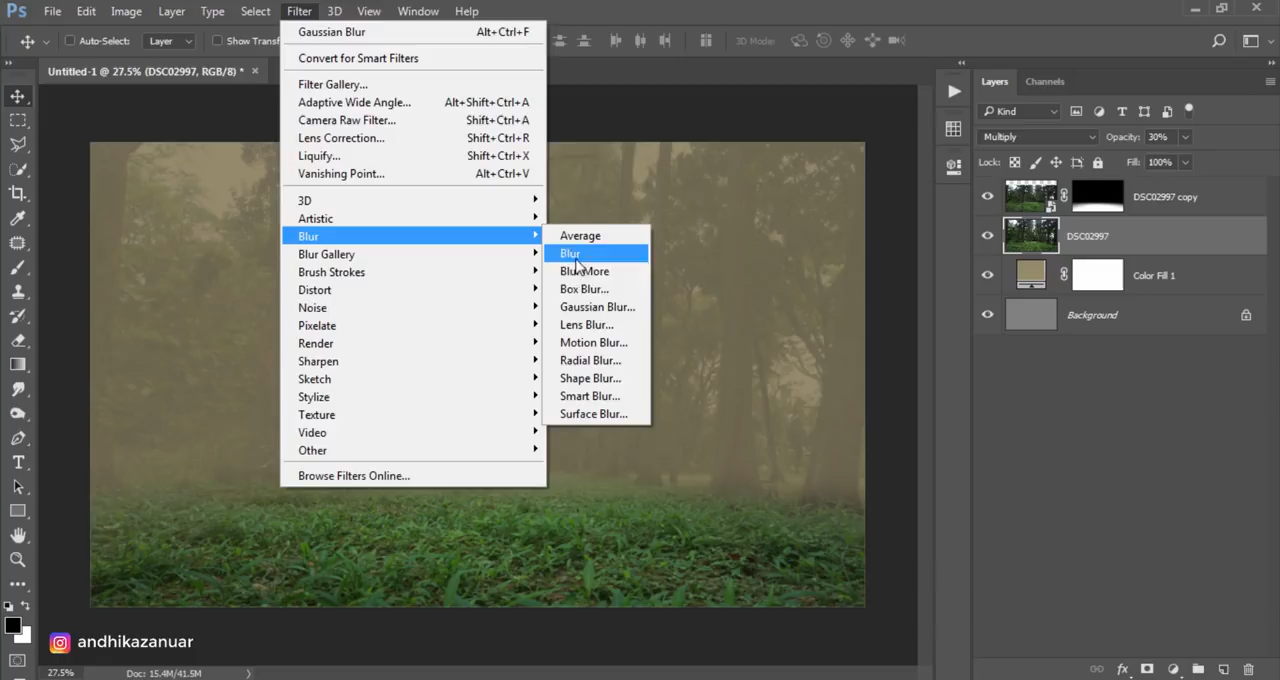 Ps File Edit Image Layer Type Select Filter 3D View Window Help
Auto-Select: Layer Show Transf 3D Mode:
Untitled-1 @ 27.5% (DSC02997, RGB/8) * ×
Gaussian Blur Alt+Ctrl+F
Convert for Smart Filters
Filter Gallery...
Adaptive Wide Angle... Alt+Shift+Ctrl+A
Camera Raw Filter... Shift+Ctrl+A
Lens Correction... Shift+Ctrl+R
Liquify... Shift+Ctrl+X
Vanishing Point... Alt+Ctrl+V
3D
Artistic
Blur
Blur Gallery
Brush Strokes
Distort
Noise
Pixelate
Render
Sharpen
Sketch
Stylize
Texture
Video
Other
Browse Filters Online...
Average
Blur
Blur More
Box Blur...
Gaussian Blur...
Lens Blur...
Motion Blur...
Radial Blur...
Shape Blur...
Smart Blur...
Surface Blur...
Layers Channels
Kind
Multiply Opacity: 30%
Lock: Fill: 100%
DSC02997 copy
DSC02997
Color Fill 1
Background
andhikazanuar
27.5% Doc: 15.4M/41.5M